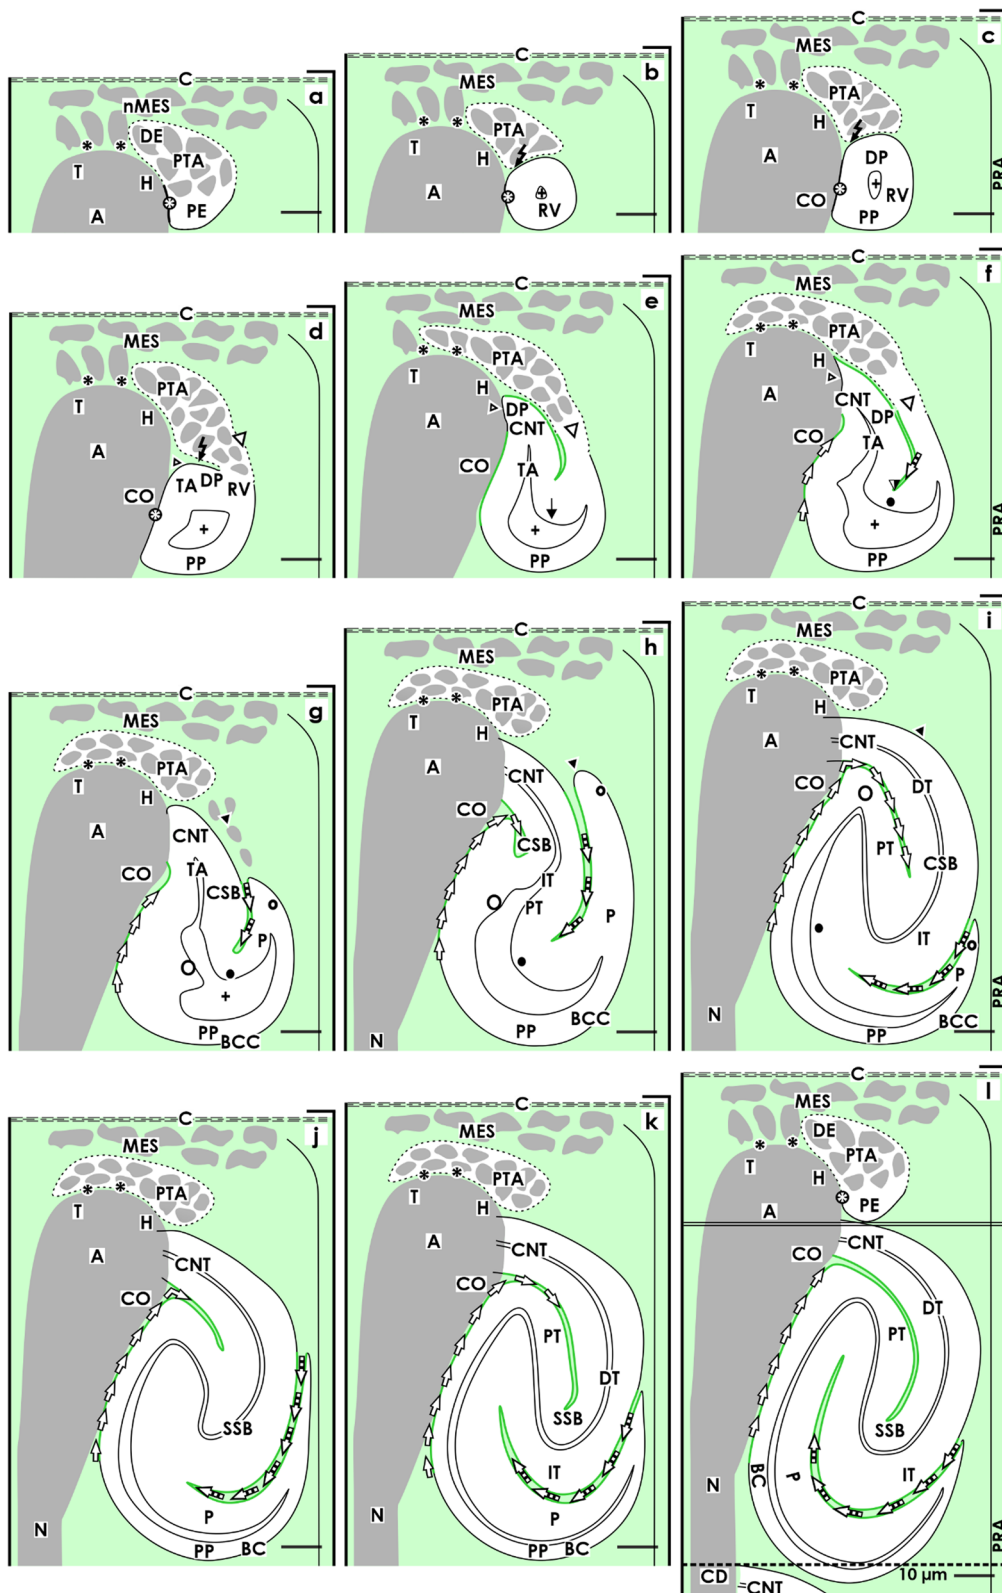 C
a
nMES
DE
PTA
T
H
A
PE
C
b
MES
PTA
T
H
A
RV
C
c
MES
PTA
T
H
A
DP
CO
RV
PP
PRA
C
d
MES
PTA
T
H
A
TA DP RV
CO
PP
C
e
MES
PTA
T
H
A
DP
CNT
CO
TA
PP
C
f
MES
PTA
T
H
A
CNT
DP
CO
TA
PP
PRA
C
g
MES
PTA
T
H
A
CNT
CO
TA
CSB
P
PP
BCC
C
h
MES
PTA
T
H
A
CNT
CO
CSB
IT
PT
P
BCC
PP
N
C
i
MES
PTA
T
H
A
CNT
CO
DT
PT
CSB
IT
P
N
BCC
PP
PRA
C
j
MES
PTA
T
H
A
CNT
CO
SSB
P
N
PP
BC
C
k
MES
PTA
T
H
A
CNT
CO
PT
DT
SSB
IT
P
PP
BC
C
l
MES
DE
PTA
T
H
A
PE
CNT
CO
DT
PT
SSB
BC
P
IT
N
PRA
CD
CNT
10 µm